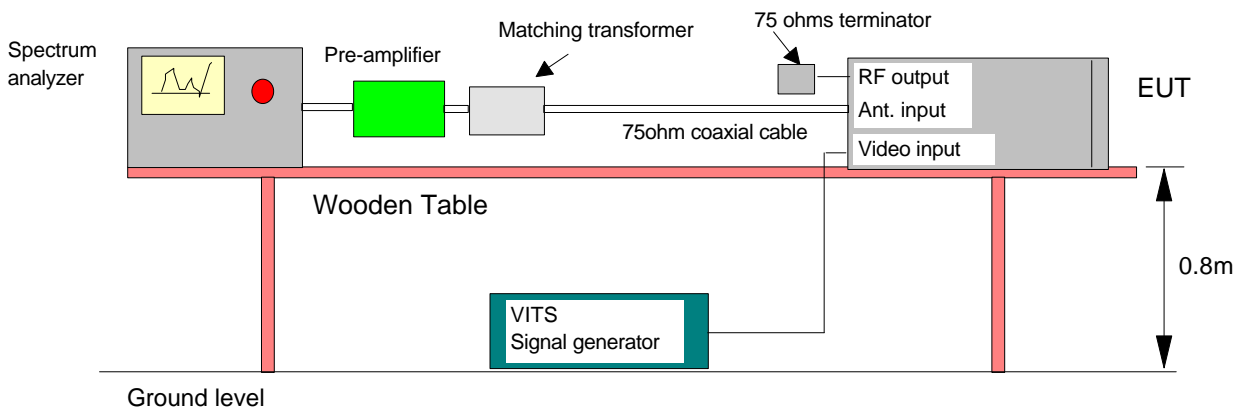 Spectrum
analyzer
Pre-amplifier
Matching transformer
75 ohms terminator
RF output
Ant. input
Video input
EUT
75ohm coaxial cable
Wooden Table
0.8m
VITS
Signal generator
Ground level